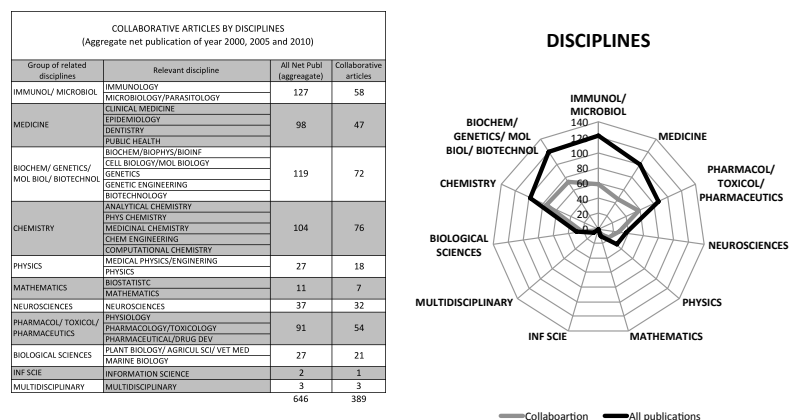 COLLABORATIVE ARTICLES BY DISCIPLINES
(Aggregate net publication of year 2000, 2005 and 2010)
Group of related disciplines
Relevant discipline
All Net Publ (aggreagate)
Collaborative articles
IMMUNOL/ MICROBIOL
IMMUNOLOGY
MICROBIOLOGY/PARASITOLOGY
127
58
MEDICINE
CLINICAL MEDICINE
EPIDEMIOLOGY
DENTISTRY
PUBLIC HEALTH
98
47
BIOCHEM/ GENETICS/
MOL BIOL/ BIOTECHNOL
BIOCHEM/BIOPHYS/BIOINF
CELL BIOLOGY/MOL BIOLOGY
GENETICS
GENETIC ENGINEERING
BIOTECHNOLOGY
119
72
CHEMISTRY
ANALYTICAL CHEMISTRY
PHYS CHEMISTRY
MEDICINAL CHEMISTRY
CHEM ENGINEERING
COMPUTATIONAL CHEMISTRY
104
76
PHYSICS
MEDICAL PHYSICS/ENGINERING
PHYSICS
27
18
MATHEMATICS
BIOSTATISTC
MATHEMATICS
11
7
NEUROSCIENCES
NEUROSCIENCES
37
32
PHARMACOL/ TOXICOL/
PHARMACEUTICS
PHYSIOLOGY
PHARMACOLOGY/TOXICOLOGY
PHARMACEUTICAL/DRUG DEV
91
54
BIOLOGICAL SCIENCES
PLANT BIOLOGY/ AGRICUL SCI/ VET MED
MARINE BIOLOGY
27
21
INF SCIE
INFORMATION SCIENCE
2
1
MULTIDISCIPLINARY
MULTIDISCIPLINARY
3
3
646
389
DISCIPLINES
IMMUNOL/
MICROBIOL
MEDICINE
PHARMACOL/
TOXICOL/
PHARMACEUTICS
NEUROSCIENCES
PHYSICS
MATHEMATICS
INF SCIE
MULTIDISCIPLINARY
BIOLOGICAL
SCIENCES
CHEMISTRY
BIOCHEM/
GENETICS/ MOL
BIOL/ BIOTECHNOL
140
120
100
80
60
40
20
0
Collaboartion
All publications